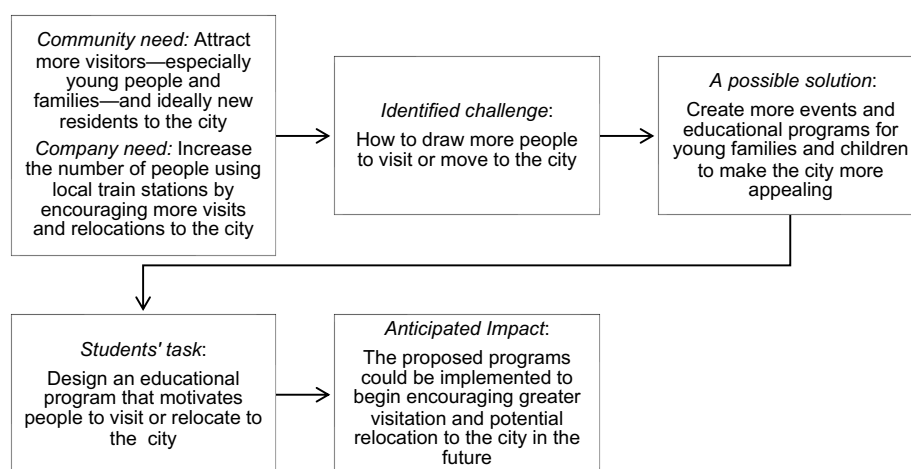 Community need: Attract
more visitors—especially
young people and
families—and ideally new
residents to the city
Company need: Increase
the number of people using
local train stations by
encouraging more visits
and relocations to the city
Identified challenge:
How to draw more people
to visit or move to the city
A possible solution:
Create more events and
educational programs for
young families and children
to make the city more
appealing
Students' task:
Design an educational
program that motivates
people to visit or relocate to
the city
Anticipated Impact:
The proposed programs
could be implemented to
begin encouraging greater
visitation and potential
relocation to the city in the
future